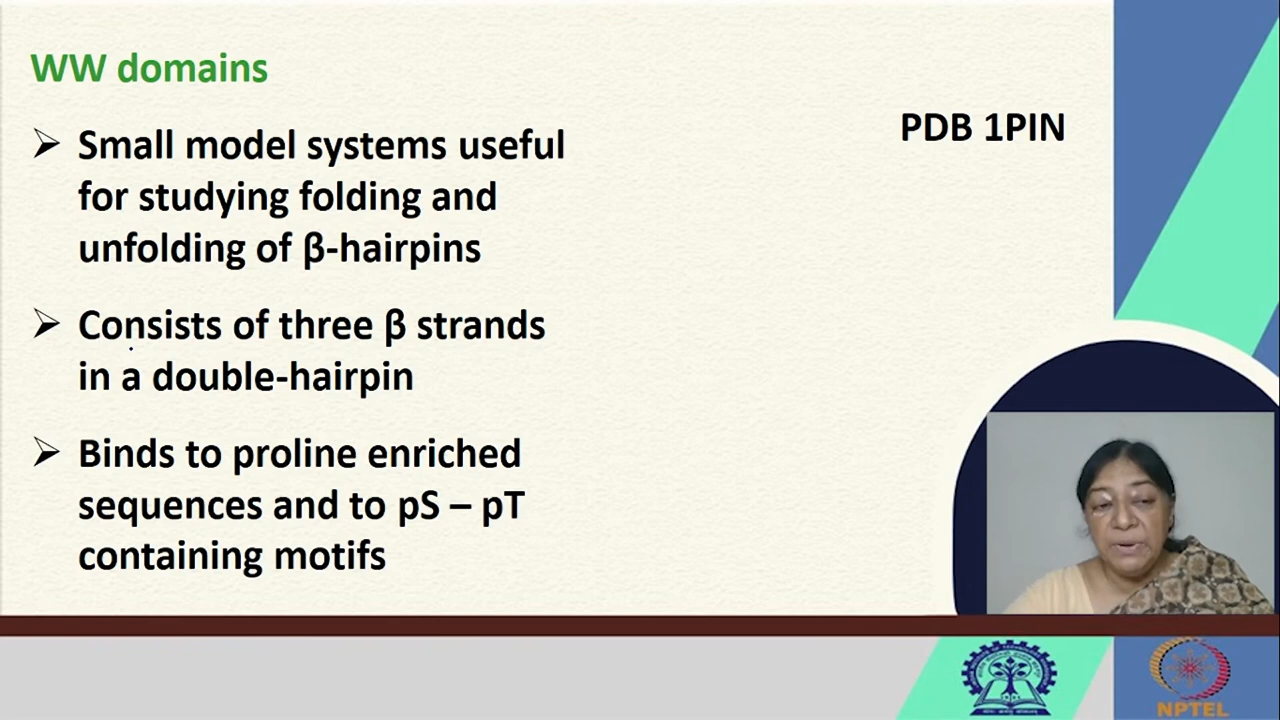 WW domains
PDB 1PIN
➢ Small model systems useful
for studying folding and
unfolding of β-hairpins
➢ Consists of three β strands
in a double-hairpin
➢ Binds to proline enriched
sequences and to pS – pT
containing motifs
NPTEL